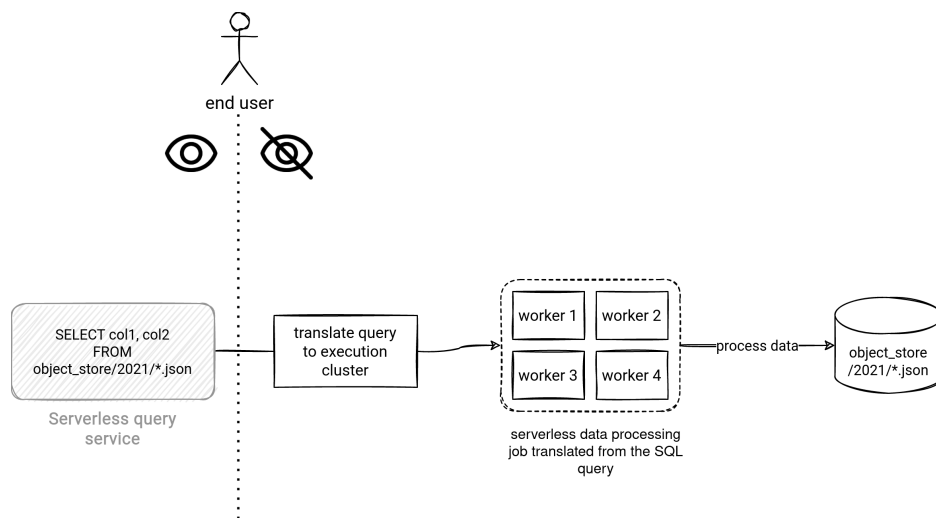 end user
SELECT col1, col2
FROM
object_store/2021/*.json
Serverless query
service
translate query
to execution
cluster
worker 1
worker 2
worker 3
worker 4
serverless data processing
job translated from the SQL
query
process data
object_store
/2021/*.json